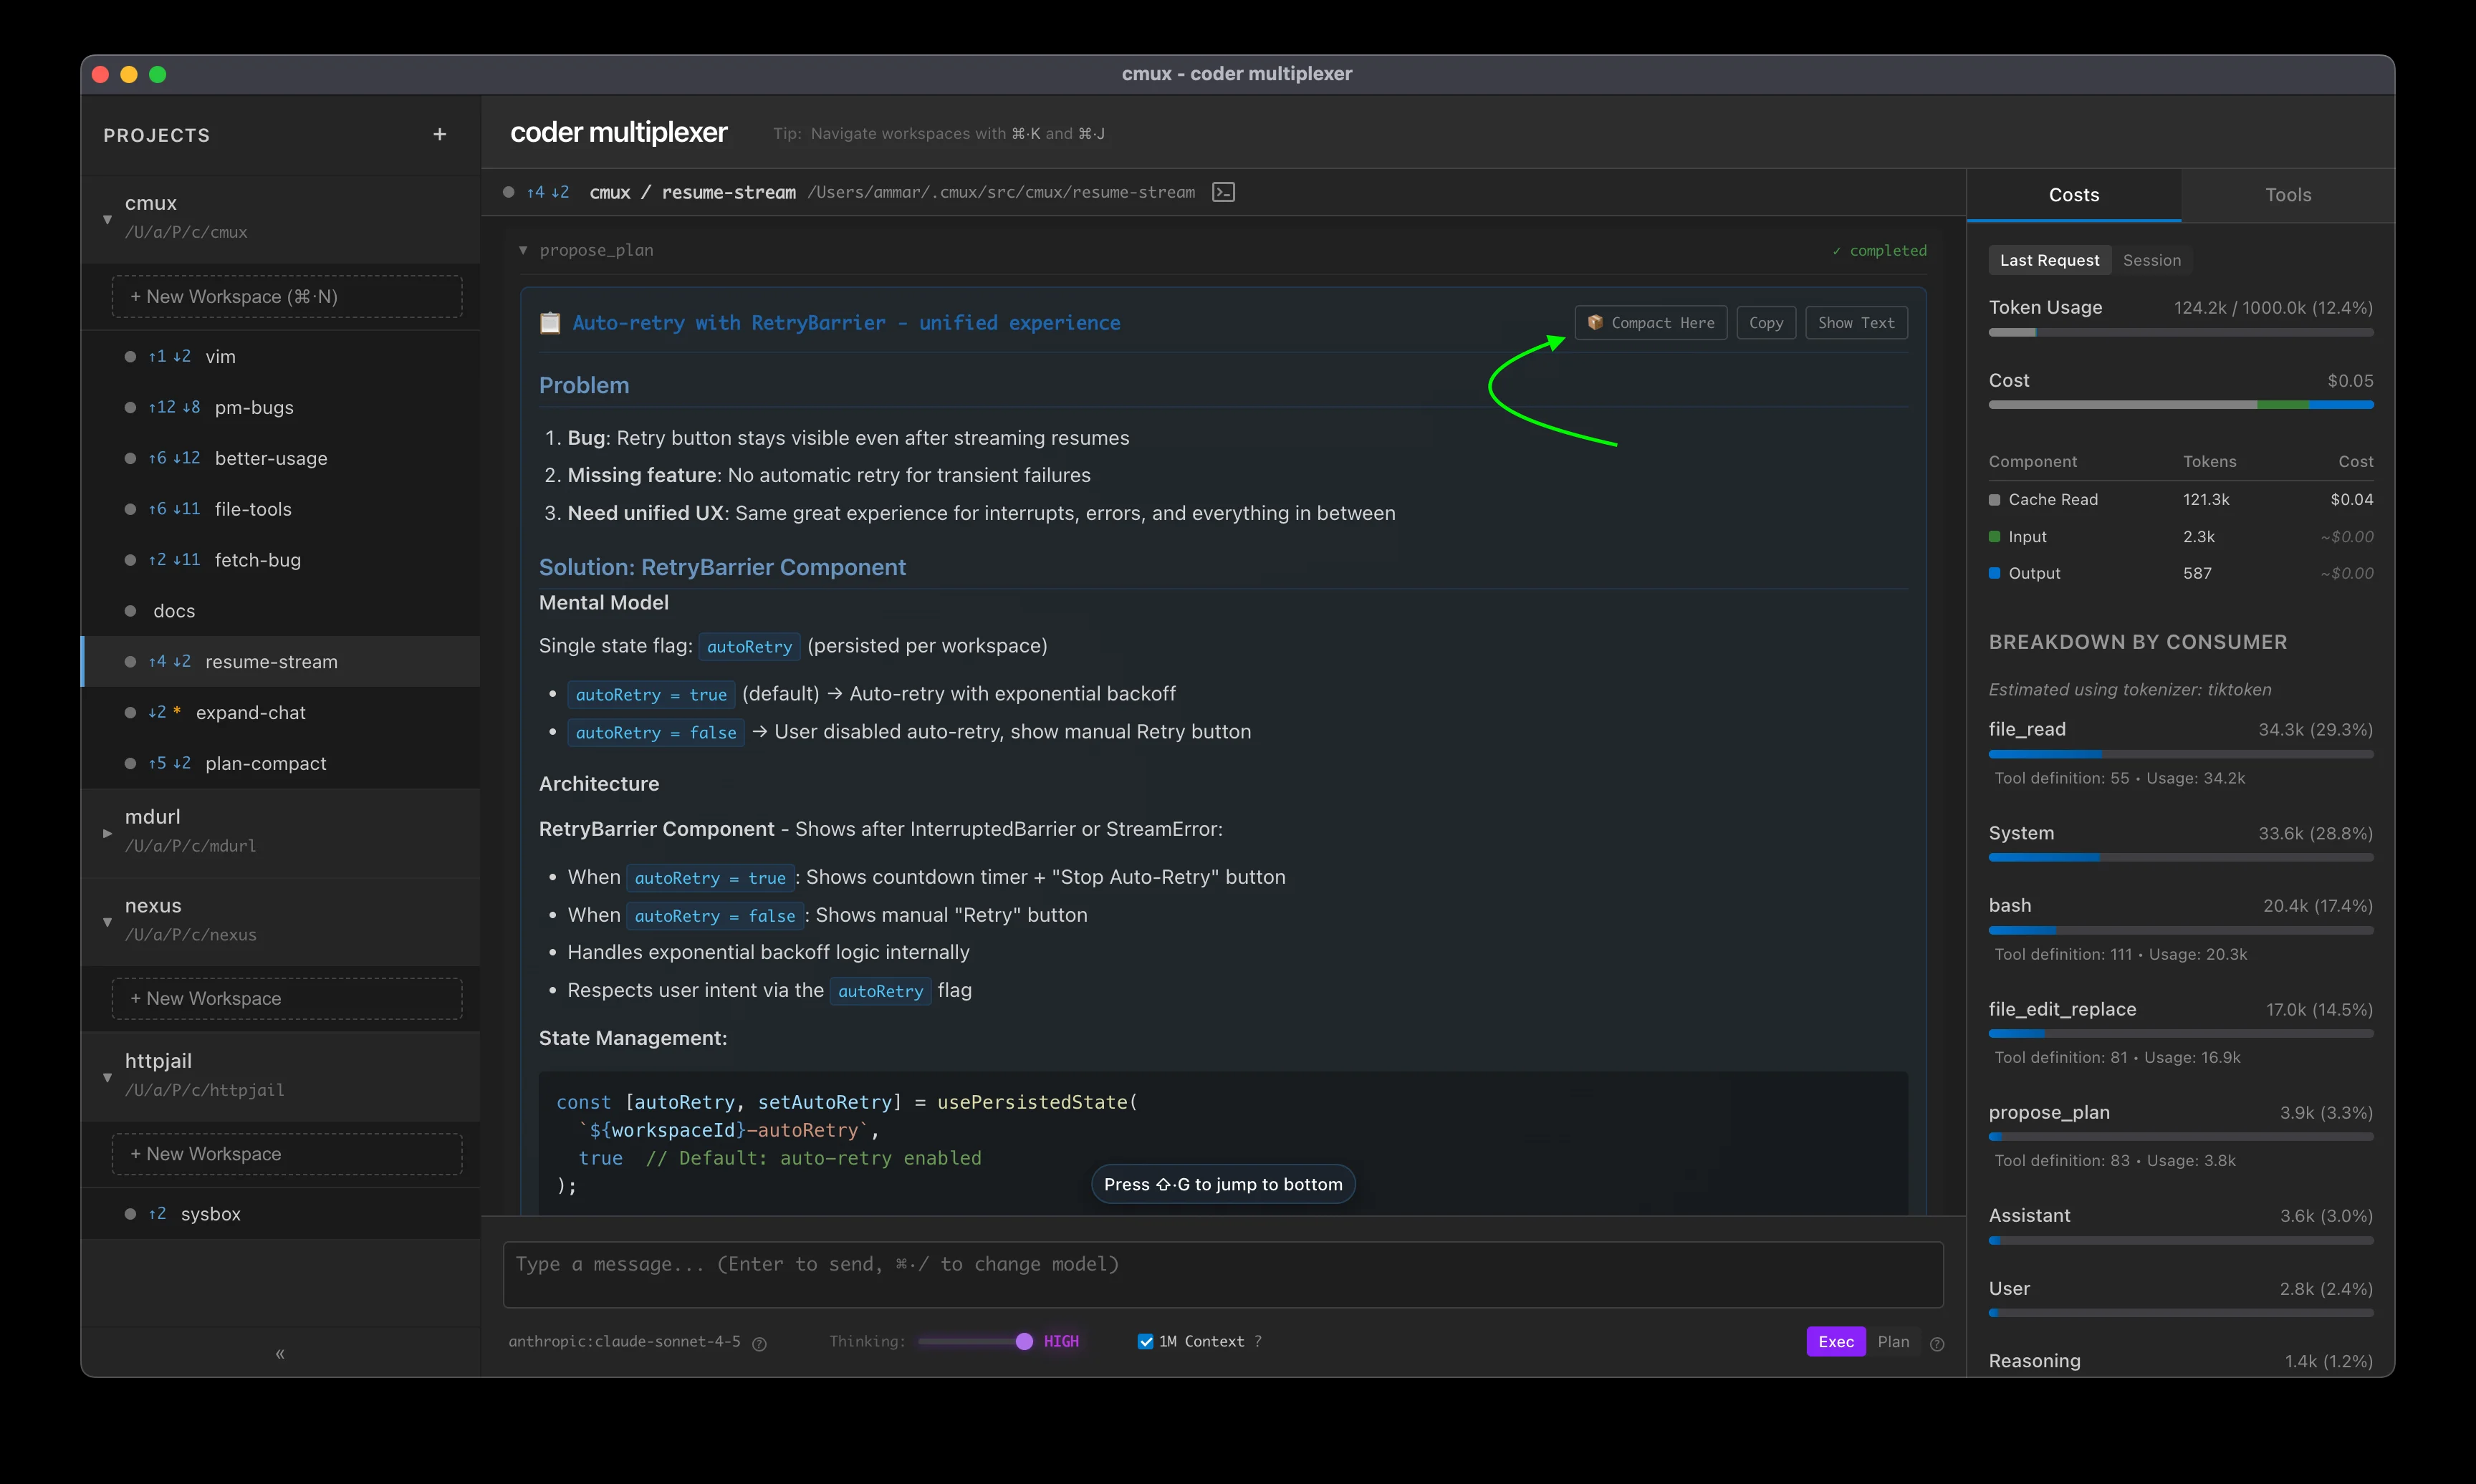 cmux - coder multiplexer
PROJECTS +
cmux
/U/a/P/c/cmux
+ New Workspace (⌘·N)
↑1 ↓2 vim
↑12 ↓8 pm-bugs
↑6 ↓12 better-usage
↑6 ↓11 file-tools
↑2 ↓11 fetch-bug
docs
↑4 ↓2 resume-stream
↓2 * expand-chat
↑5 ↓2 plan-compact
mdurl
/U/a/P/c/mdurl
nexus
/U/a/P/c/nexus
+ New Workspace
httpjail
/U/a/P/c/httpjail
+ New Workspace
↑2 sysbox
«
coder multiplexer Tip: Navigate workspaces with ⌘·K and ⌘·J
↑4 ↓2 cmux / resume-stream /Users/ammar/.cmux/src/cmux/resume-stream
▼ propose_plan ✓ completed
📋 Auto-retry with RetryBarrier - unified experience 📦 Compact Here Copy Show Text
Problem
1. Bug: Retry button stays visible even after streaming resumes
2. Missing feature: No automatic retry for transient failures
3. Need unified UX: Same great experience for interrupts, errors, and everything in between
Solution: RetryBarrier Component
Mental Model
Single state flag: autoRetry (persisted per workspace)
• autoRetry = true (default) → Auto-retry with exponential backoff
• autoRetry = false → User disabled auto-retry, show manual Retry button
Architecture
RetryBarrier Component - Shows after InterruptedBarrier or StreamError:
• When autoRetry = true : Shows countdown timer + "Stop Auto-Retry" button
• When autoRetry = false : Shows manual "Retry" button
• Handles exponential backoff logic internally
• Respects user intent via the autoRetry flag
State Management:
const [autoRetry, setAutoRetry] = usePersistedState(
`${workspaceId}-autoRetry`,
true // Default: auto-retry enabled
);
Press ⇧·G to jump to bottom
Type a message... (Enter to send, ⌘·/ to change model)
anthropic:claude-sonnet-4-5 ? Thinking: HIGH 1M Context ? Exec Plan ?
Costs Tools
Last Request Session
Token Usage 124.2k / 1000.0k (12.4%)
Cost $0.05
Component Tokens Cost
Cache Read 121.3k $0.04
Input 2.3k ~$0.00
Output 587 ~$0.00
BREAKDOWN BY CONSUMER
Estimated using tokenizer: tiktoken
file_read 34.3k (29.3%)
Tool definition: 55 • Usage: 34.2k
System 33.6k (28.8%)
bash 20.4k (17.4%)
Tool definition: 111 • Usage: 20.3k
file_edit_replace 17.0k (14.5%)
Tool definition: 81 • Usage: 16.9k
propose_plan 3.9k (3.3%)
Tool definition: 83 • Usage: 3.8k
Assistant 3.6k (3.0%)
User 2.8k (2.4%)
Reasoning 1.4k (1.2%)